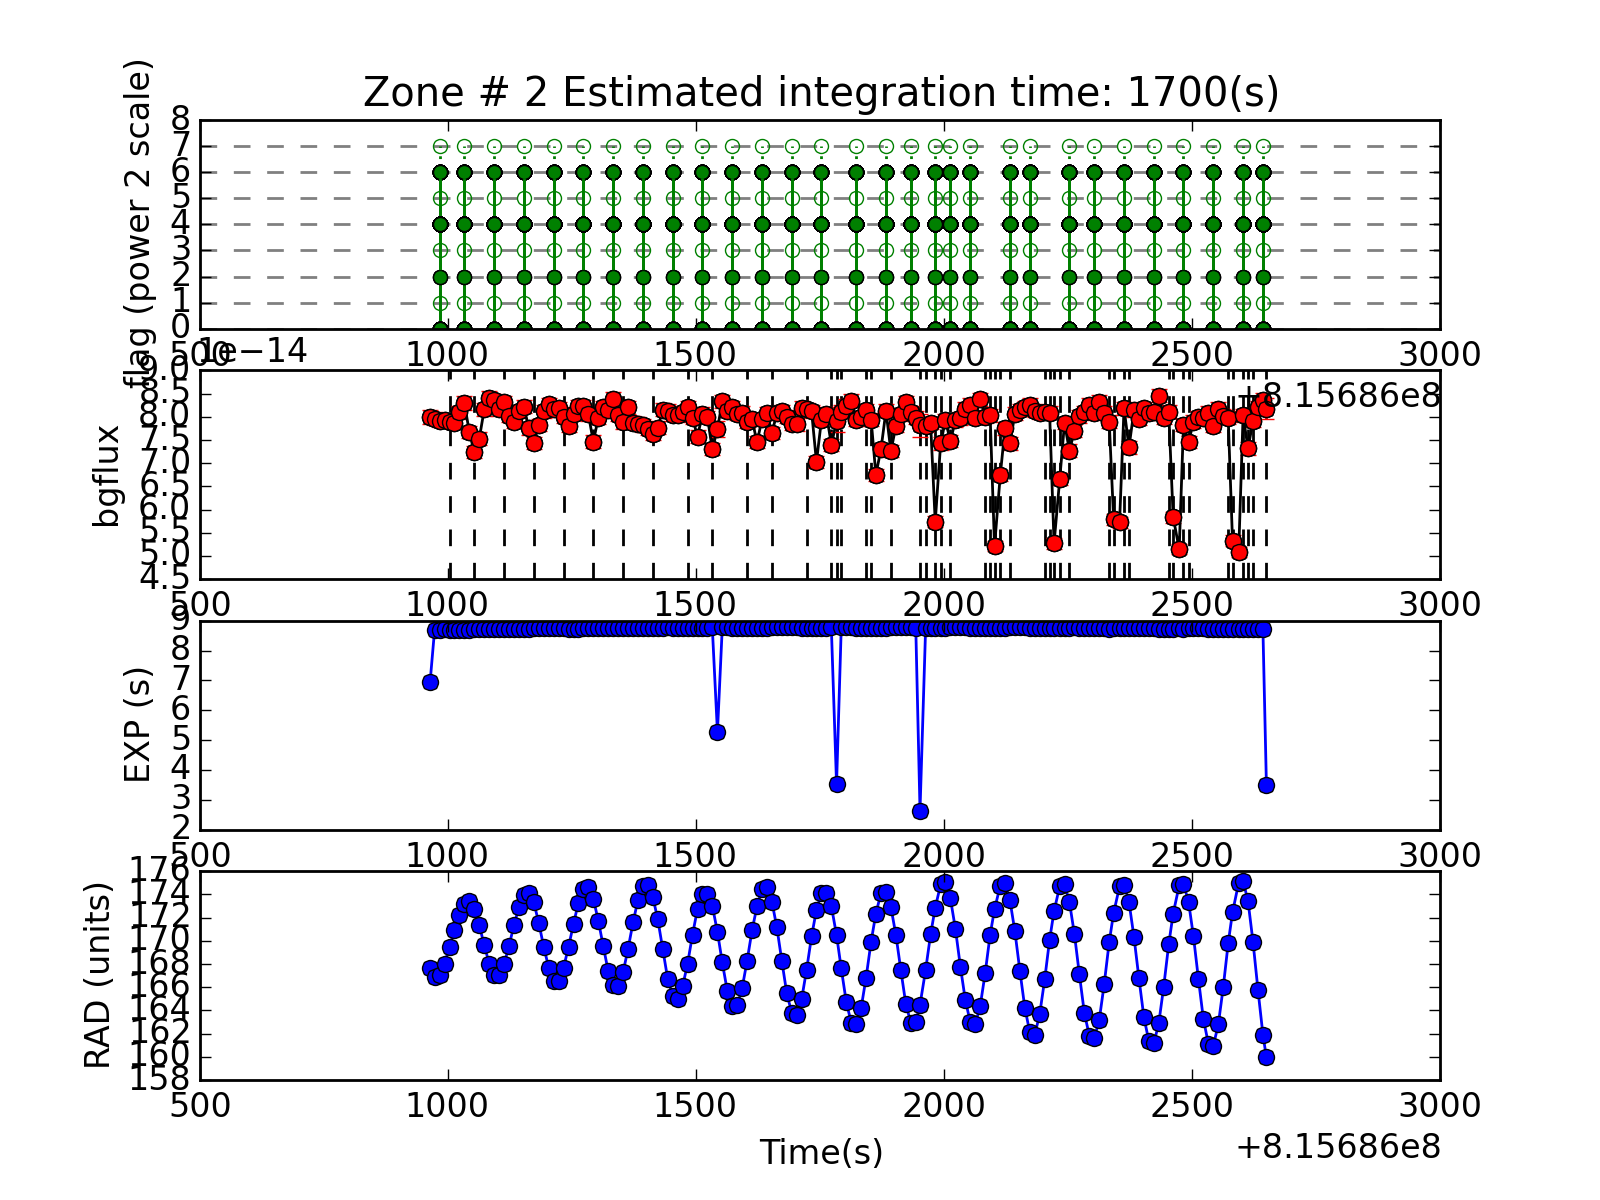 Zone # 2 Estimated integration time: 1700(s)
flag (power 2 scale)
8
7
6
5
4
3
2
1
0
500 1000 1500 2000 2500 3000
1e−14
+8.15686e8
bgflux
9.0
8.5
8.0
7.5
7.0
6.5
6.0
5.5
5.0
4.5
500 1000 1500 2000 2500 3000
EXP (s)
9
8
7
6
5
4
3
2
500 1000 1500 2000 2500 3000
RAD (units)
176
174
172
170
168
166
164
162
160
158
500 1000 1500 2000 2500 3000
Time(s)
+8.15686e8